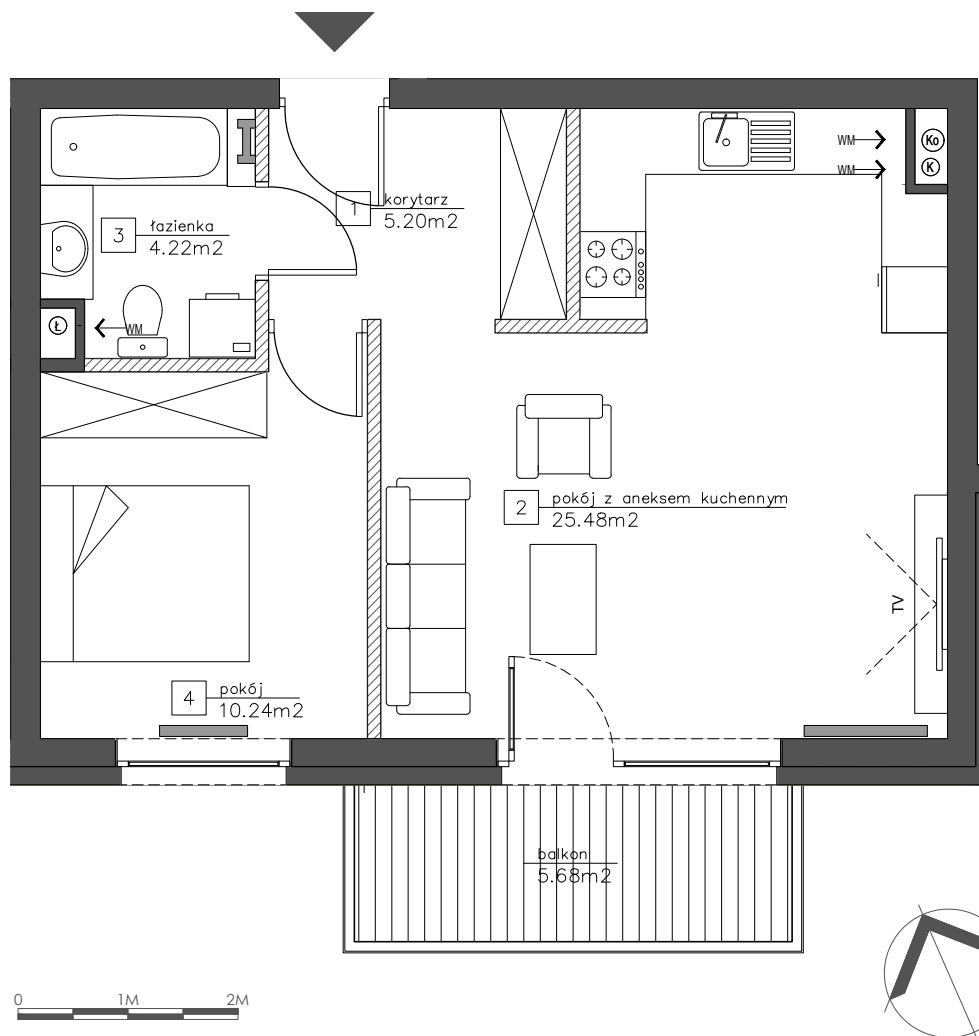 WM
Ko
WM
K
1
korytarz
5.20m2
3
łazienka
4.22m2
Ł
WM
2
pokój z aneksem kuchennym
25.48m2
TV
4
pokój
10.24m2
balkon
5.68m2
0 1M 2M